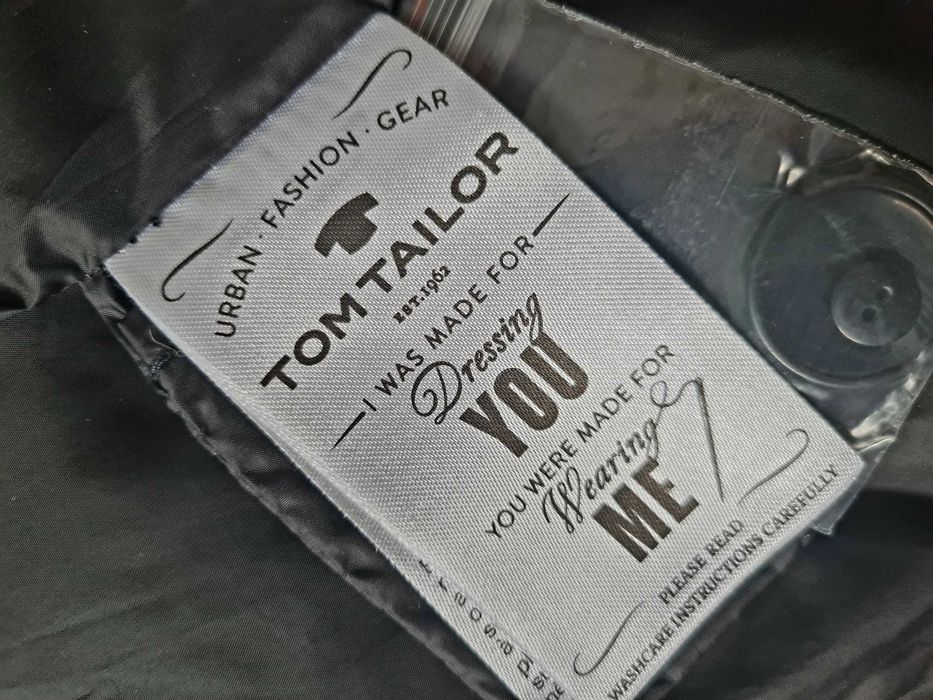 URBAN · FASHION · GEAR
TOM TAILOR
EST. 1962
I WAS MADE FOR
Dressing
YOU
YOU WERE MADE FOR
Wearing
ME
PLEASE READ
WASHCARE INSTRUCTIONS CAREFULLY